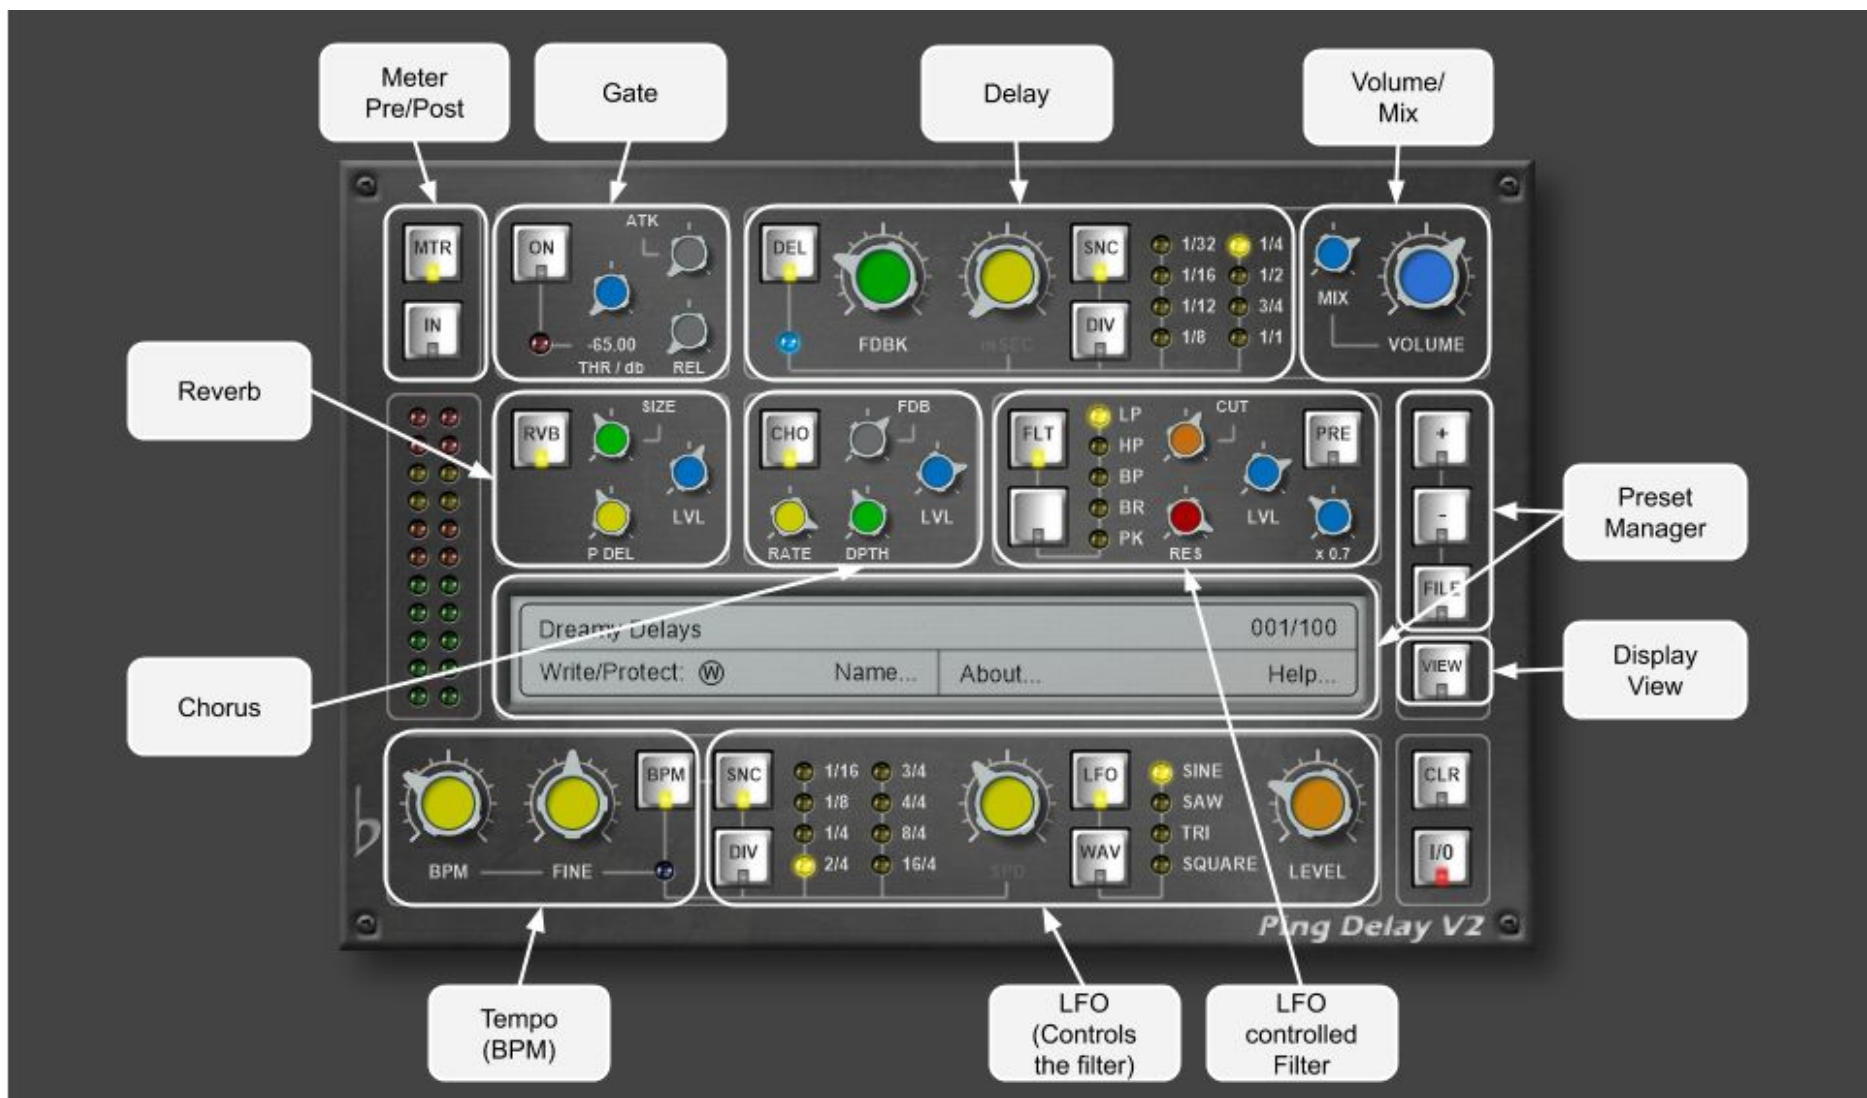 Meter
Pre/Post
Gate
Delay
Volume/
Mix
MTR
IN
ON
ATK
-65.00
THR / db
REL
DEL
FDBK
mSEC
SNC
DIV
1/32
1/16
1/12
1/8
1/4
1/2
3/4
1/1
MIX
VOLUME
Reverb
RVB
SIZE
LVL
P DEL
CHO
FDB
LVL
RATE
DPTH
FLT
LP
HP
BP
BR
PK
CUT
RES
LVL
PRE
x 0.7
+
-
FILE
Preset
Manager
Dreamy Delays
001/100
Write/Protect: W
Name...
About...
Help...
VIEW
Display
View
Chorus
BPM
FINE
BPM
SNC
DIV
1/16
1/8
1/4
2/4
3/4
4/4
8/4
16/4
SPD
LFO
WAV
SINE
SAW
TRI
SQUARE
LEVEL
CLR
I/0
Ping Delay V2
Tempo
(BPM)
LFO
(Controls
the filter)
LFO
controlled
Filter